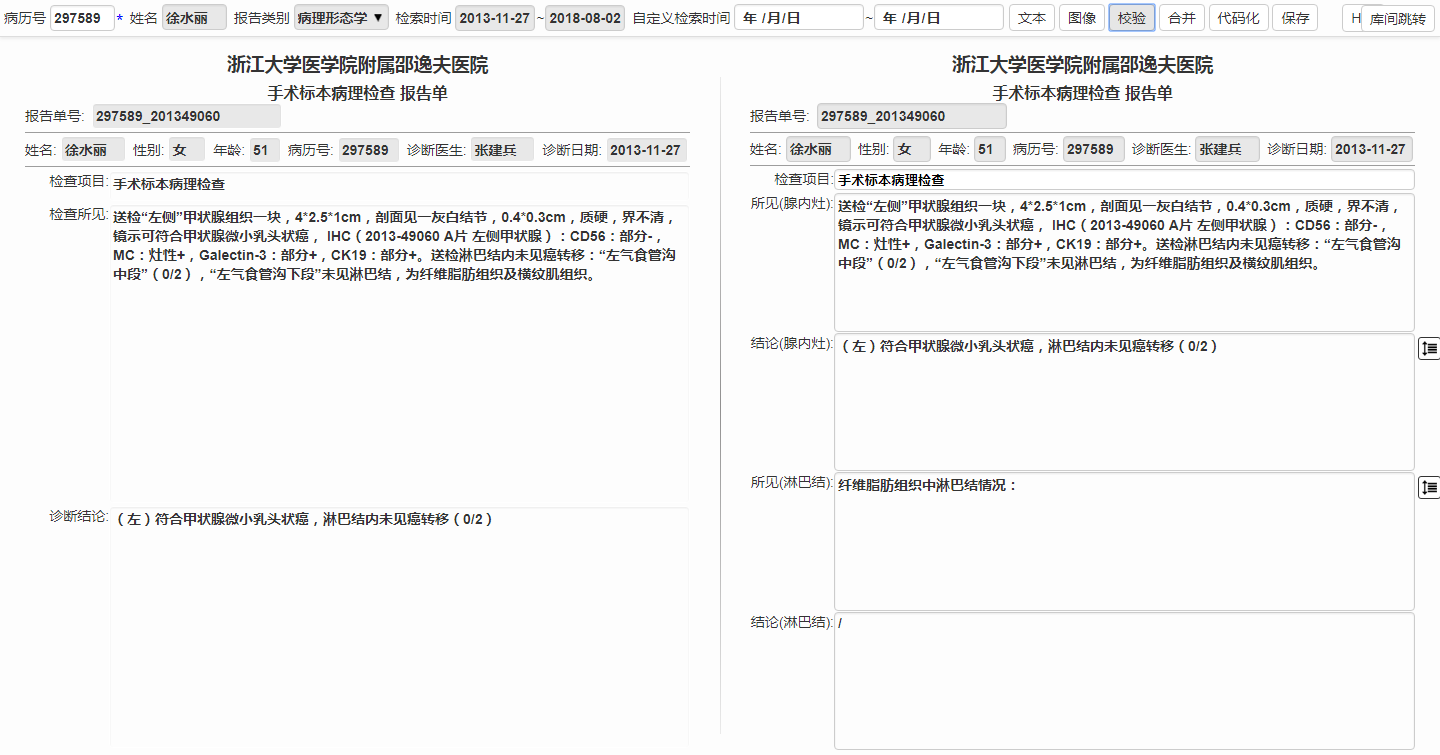 病历号 297589 * 姓名 徐水丽 报告类别 病理形态学 ▼ 检索时间 2013-11-27 ~ 2018-08-02 自定义检索时间 年 /月/日 ~ 年 /月/日 文本 图像 校验 合并 代码化 保存 H 库间跳转
浙江大学医学院附属邵逸夫医院
手术标本病理检查 报告单
报告单号: 297589_201349060
姓名: 徐水丽 性别: 女 年龄: 51 病历号: 297589 诊断医生: 张建兵 诊断日期: 2013-11-27
检查项目: 手术标本病理检查
检查所见: 送检“左侧”甲状腺组织一块，4*2.5*1cm，剖面见一灰白结节，0.4*0.3cm，质硬，界不清，
镜示可符合甲状腺微小乳头状癌， IHC（2013-49060 A片 左侧甲状腺）：CD56：部分-，
MC：灶性+，Galectin-3：部分+，CK19：部分+。送检淋巴结内未见癌转移：“左气食管沟
中段”（0/2），“左气食管沟下段”未见淋巴结，为纤维脂肪组织及横纹肌组织。
诊断结论: （左）符合甲状腺微小乳头状癌，淋巴结内未见癌转移（0/2）
浙江大学医学院附属邵逸夫医院
手术标本病理检查 报告单
报告单号: 297589_201349060
姓名: 徐水丽 性别: 女 年龄: 51 病历号: 297589 诊断医生: 张建兵 诊断日期: 2013-11-27
检查项目: 手术标本病理检查
所见(腺内灶): 送检“左侧”甲状腺组织一块，4*2.5*1cm，剖面见一灰白结节，0.4*0.3cm，质硬，界不清，
镜示可符合甲状腺微小乳头状癌， IHC（2013-49060 A片 左侧甲状腺）：CD56：部分-，
MC：灶性+，Galectin-3：部分+，CK19：部分+。送检淋巴结内未见癌转移：“左气食管沟
中段”（0/2），“左气食管沟下段”未见淋巴结，为纤维脂肪组织及横纹肌组织。
结论(腺内灶): （左）符合甲状腺微小乳头状癌，淋巴结内未见癌转移（0/2）
所见(淋巴结): 纤维脂肪组织中淋巴结情况：
结论(淋巴结): /